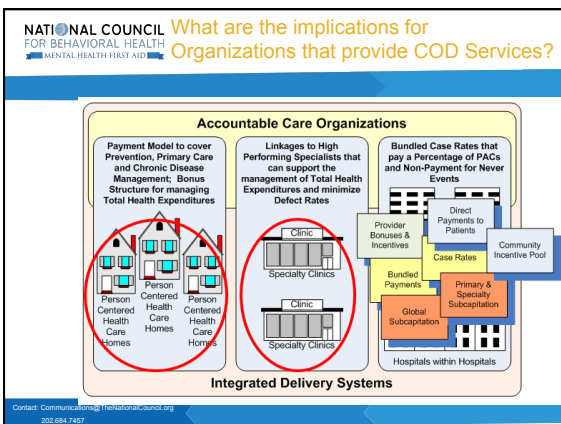 NATIONAL COUNCIL
FOR BEHAVIORAL HEALTH
MENTAL HEALTH FIRST AID
What are the implications for
Organizations that provide COD Services?
Accountable Care Organizations
Payment Model to cover
Prevention, Primary Care
and Chronic Disease
Management; Bonus
Structure for managing
Total Health Expenditures
Person
Centered
Health
Care
Homes
Person
Centered
Health
Care
Homes
Person
Centered
Health
Care
Homes
Linkages to High
Performing Specialists that
can support the
management of Total Health
Expenditures and minimize
Defect Rates
Clinic
Specialty Clinics
Clinic
Specialty Clinics
Bundled Case Rates that
pay a Percentage of PACs
and Non-Payment for Never
Events
Direct
Payments to
Patients
Provider
Bonuses &
Incentives
Community
Incentive Pool
Case Rates
Bundled
Payments
Primary &
Specialty
Subcapitation
Global
Subcapitation
Hospitals within Hospitals
Integrated Delivery Systems
Contact: Communications@TheNationalCouncil.org
202.684.7457